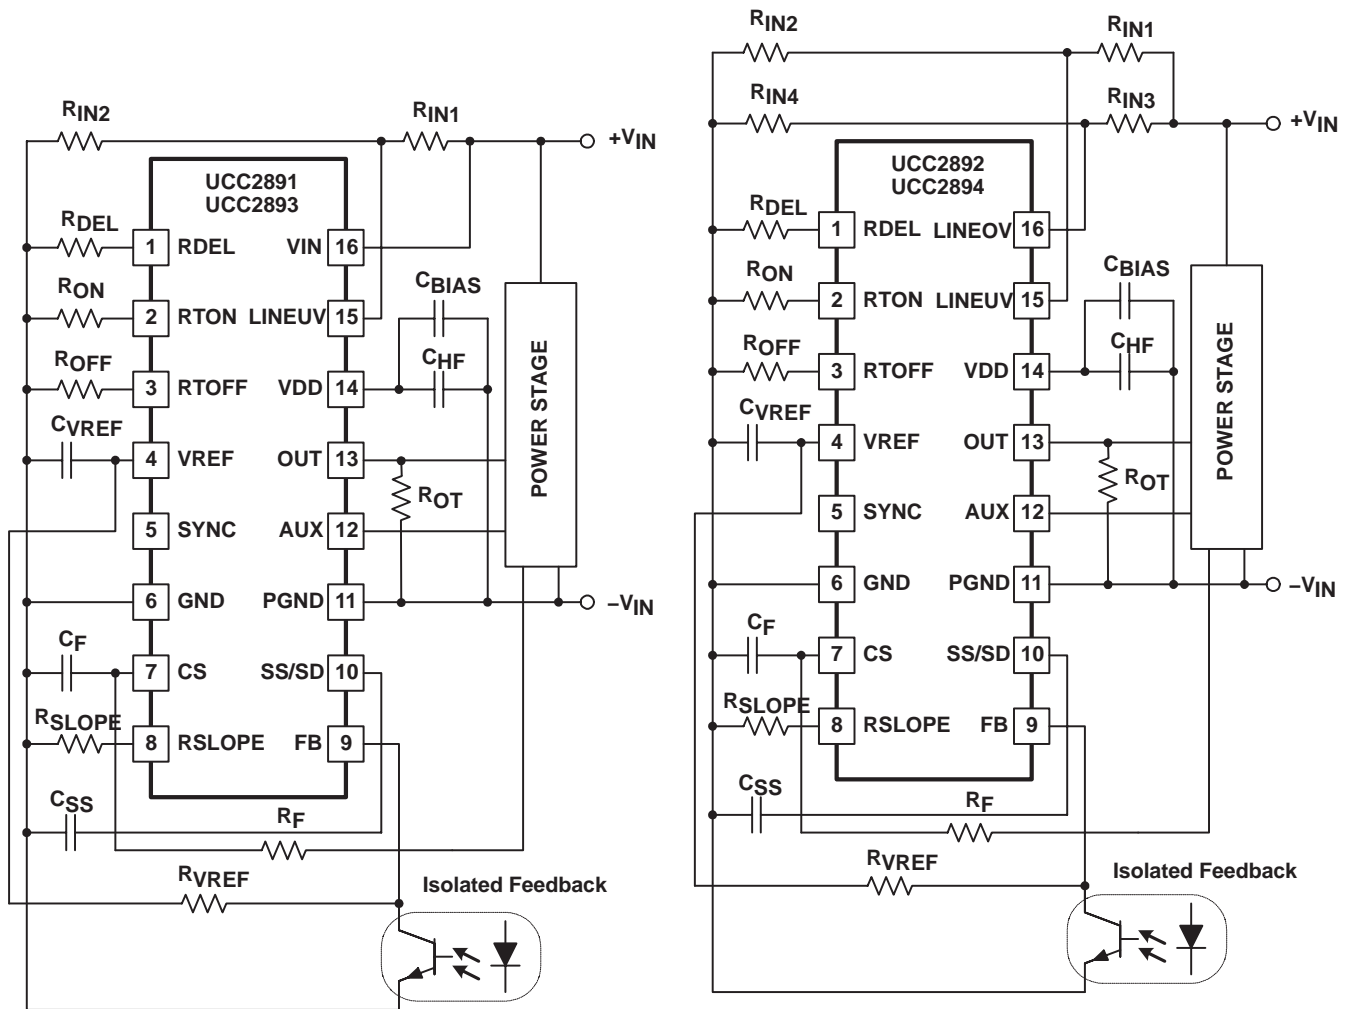 RIN2
RIN1
+VIN
UCC2891
UCC2893
RDEL
1 RDEL VIN 16
RON
CBIAS
2 RTON LINEUV 15
ROFF
CHF
3 RTOFF VDD 14
CVREF
4 VREF OUT 13
ROT
POWER STAGE
5 SYNC AUX 12
6 GND PGND 11
–VIN
CF
7 CS SS/SD 10
RSLOPE
8 RSLOPE FB 9
CSS
RF
RVREF
Isolated Feedback
RIN2
RIN1
RIN4
RIN3
+VIN
UCC2892
UCC2894
RDEL
1 RDEL LINEOV 16
RON
CBIAS
2 RTON LINEUV 15
ROFF
CHF
3 RTOFF VDD 14
CVREF
4 VREF OUT 13
ROT
POWER STAGE
5 SYNC AUX 12
6 GND PGND 11
–VIN
CF
7 CS SS/SD 10
RSLOPE
8 RSLOPE FB 9
CSS
RF
RVREF
Isolated Feedback